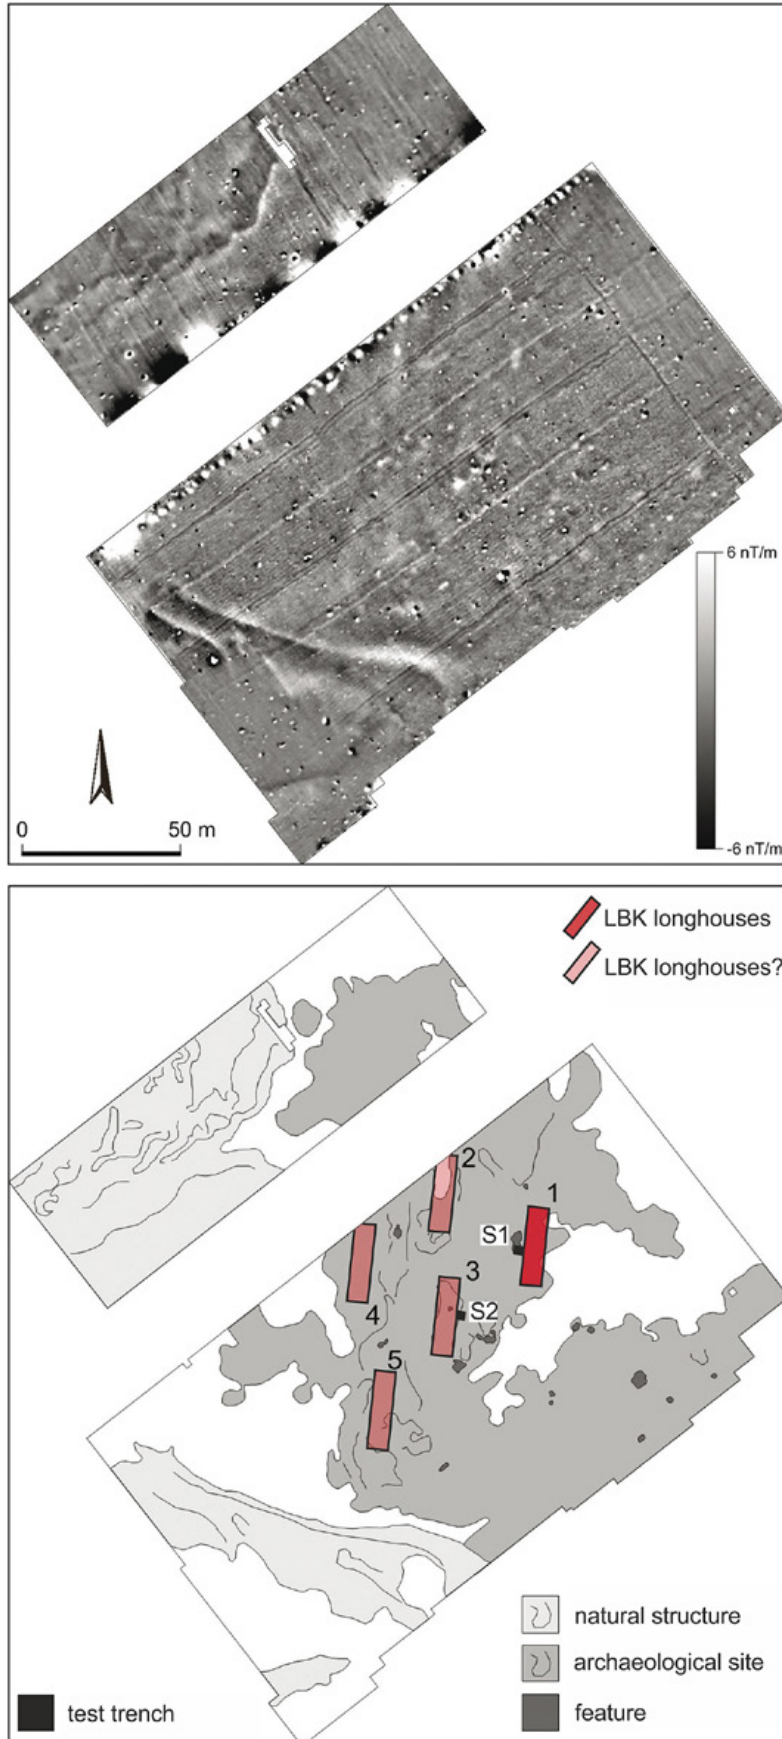 6 nT/m
0 50 m
-6 nT/m
LBK longhouses
LBK longhouses?
2
1
S1
3
S2
4
5
natural structure
archaeological site
test trench
feature